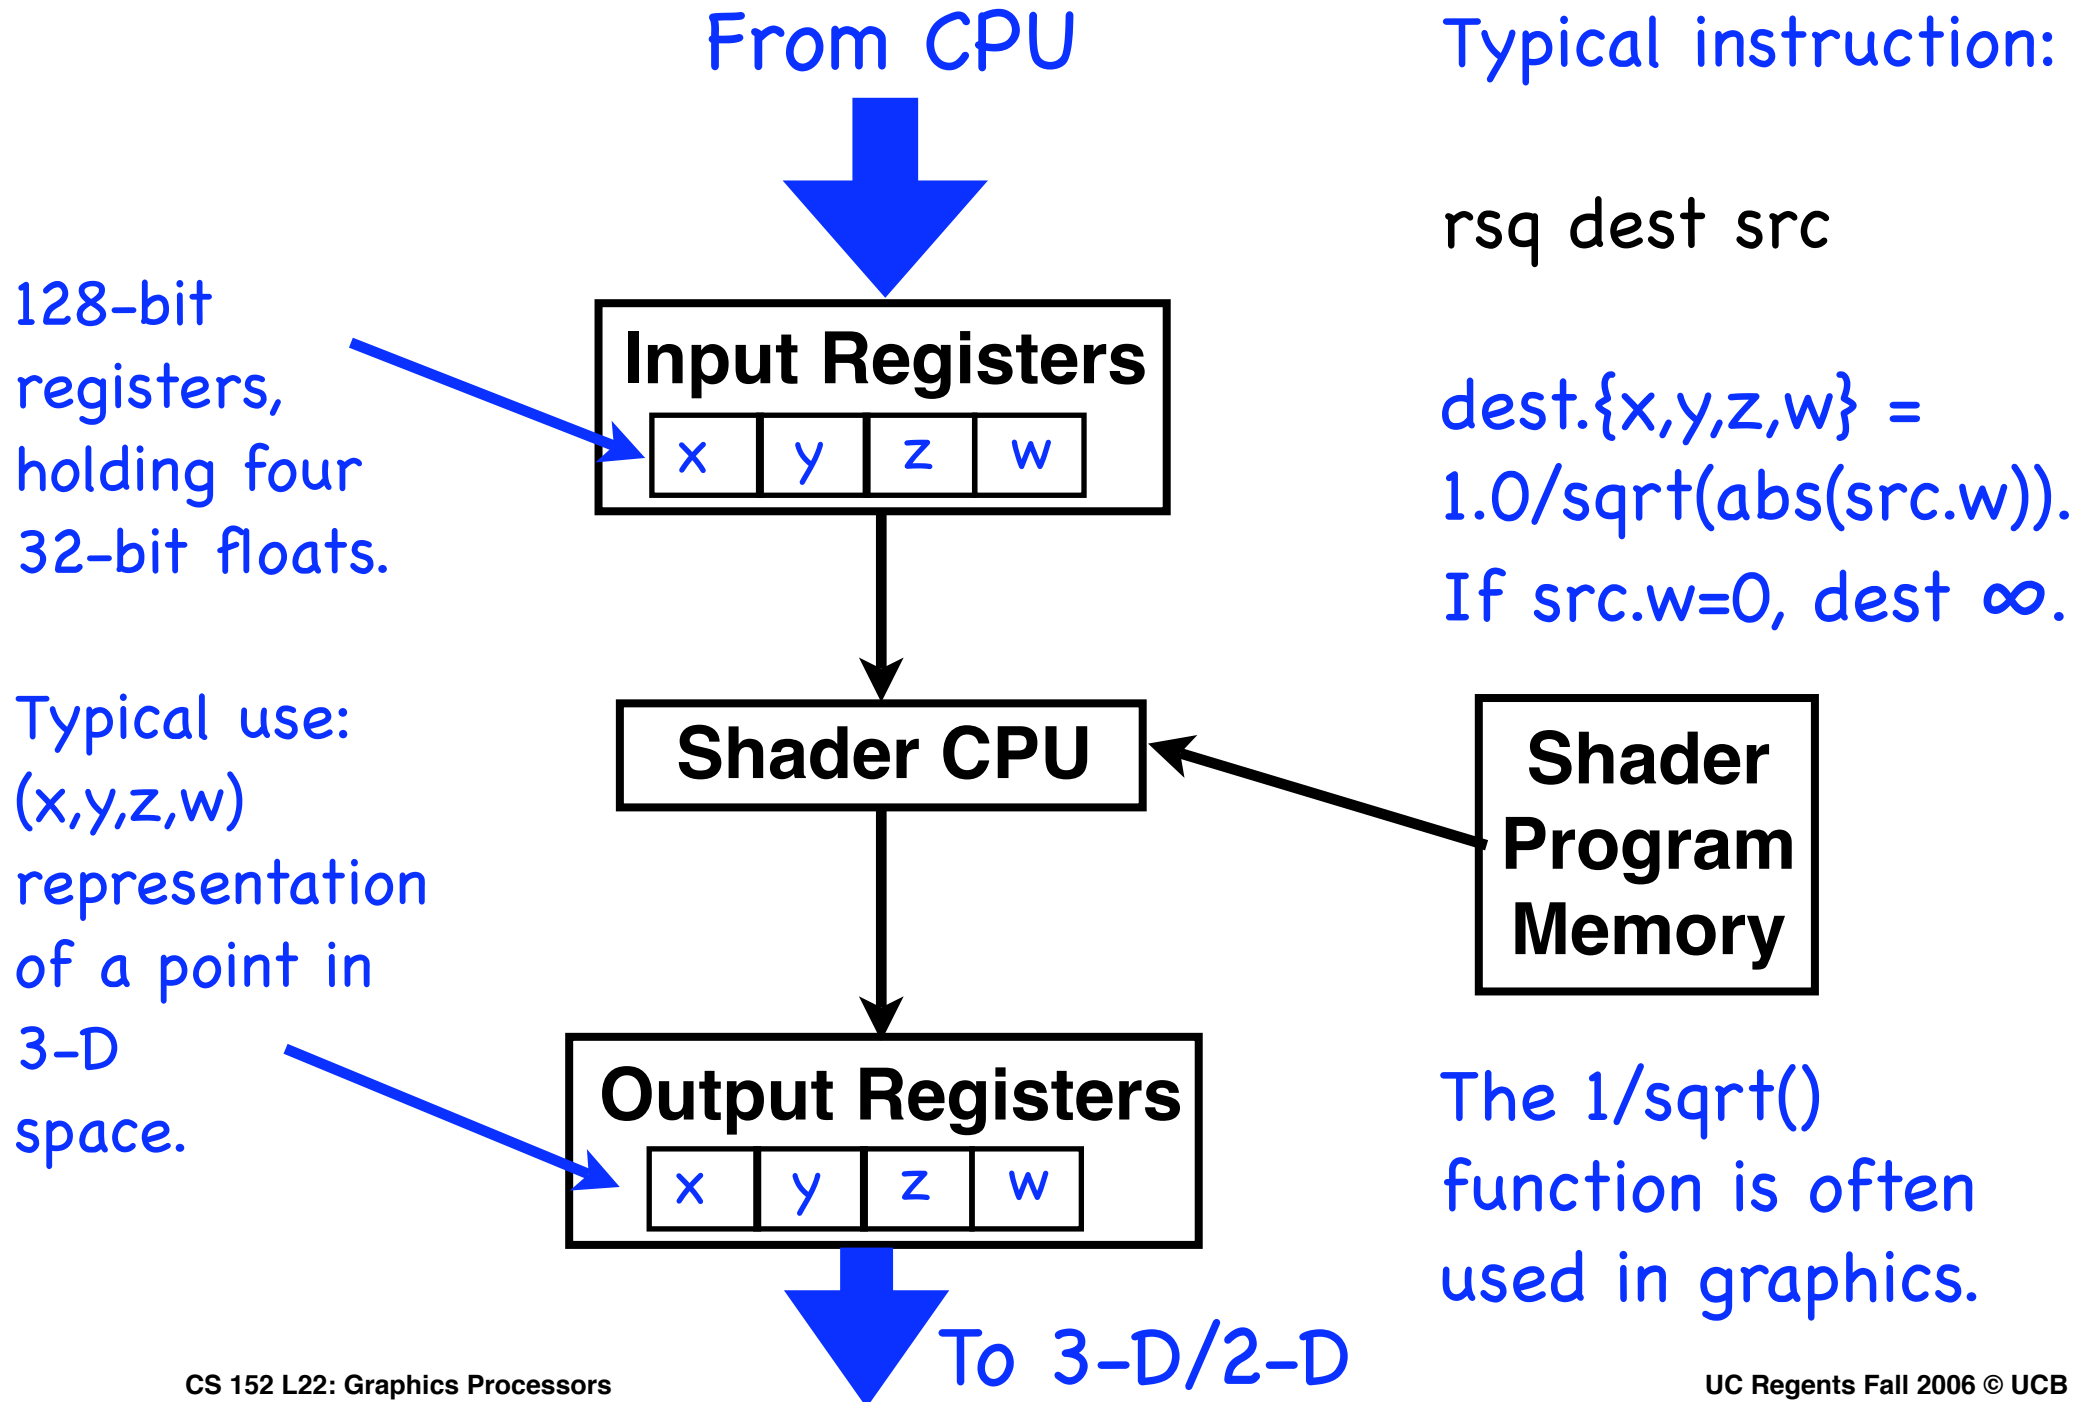 From CPU
Typical instruction:
rsq dest src
dest.{x,y,z,w} =
1.0/sqrt(abs(src.w)).
If src.w=0, dest ∞.
128-bit
registers,
holding four
32-bit floats.
Input Registers
x y z w
Typical use:
(x,y,z,w)
representation
of a point in
3-D
space.
Shader CPU
Shader
Program
Memory
Output Registers
x y z w
The 1/sqrt()
function is often
used in graphics.
To 3-D/2-D
CS 152 L22: Graphics Processors
UC Regents Fall 2006 © UCB